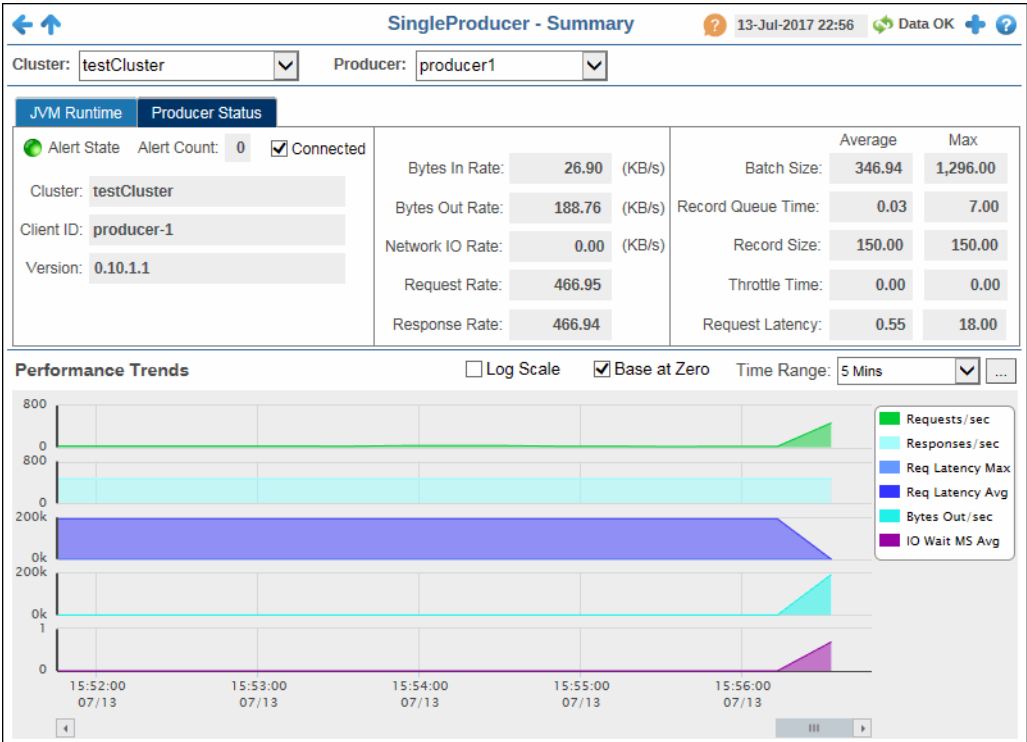 SingleProducer - Summary
? 13-Jul-2017 22:56 Data OK ?
Cluster: testCluster Producer: producer1
JVM Runtime Producer Status
Alert State Alert Count: 0 Connected
Cluster: testCluster
Client ID: producer-1
Version: 0.10.1.1
Bytes In Rate: 26.90 (KB/s)
Bytes Out Rate: 188.76 (KB/s)
Network IO Rate: 0.00 (KB/s)
Request Rate: 466.95
Response Rate: 466.94
Average Max
Batch Size: 346.94 1,296.00
Record Queue Time: 0.03 7.00
Record Size: 150.00 150.00
Throttle Time: 0.00 0.00
Request Latency: 0.55 18.00
Performance Trends Log Scale Base at Zero Time Range: 5 Mins ...
800
0
800
0
200k
0k
200k
0k
1
0
15:52:00 15:53:00 15:54:00 15:55:00 15:56:00
07/13 07/13 07/13 07/13 07/13
Requests/sec
Responses/sec
Req Latency Max
Req Latency Avg
Bytes Out/sec
IO Wait MS Avg